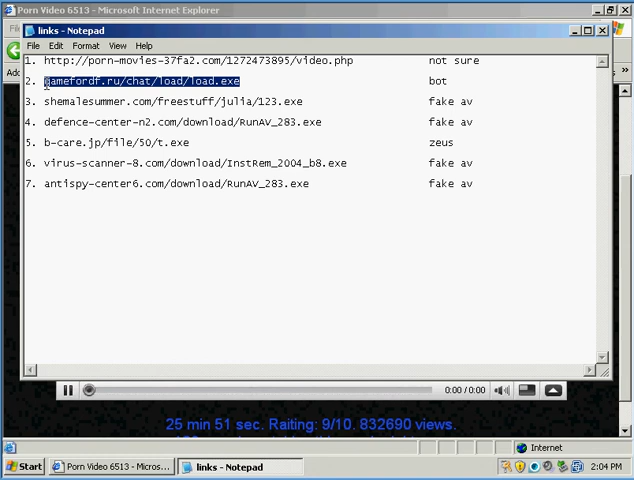 Porn Video 6513 - Microsoft Internet Explorer
links - Notepad
File Edit Format View Help
1. http://porn-movies-37fa2.com/1272473895/video.php not sure
2. gamefordf.ru/chat/load/load.exe bot
3. shemalesummer.com/freestuff/julia/123.exe fake av
4. defence-center-n2.com/download/RunAV_283.exe fake av
5. b-care.jp/file/50/t.exe zeus
6. virus-scanner-8.com/download/InstRem_2004_b8.exe fake av
7. antispy-center6.com/download/RunAV_283.exe fake av
0:00 / 0:00
25 min 51 sec. Raiting: 9/10. 832690 views.
Internet
Start Porn Video 6513 - Micros... links - Notepad 2:04 PM